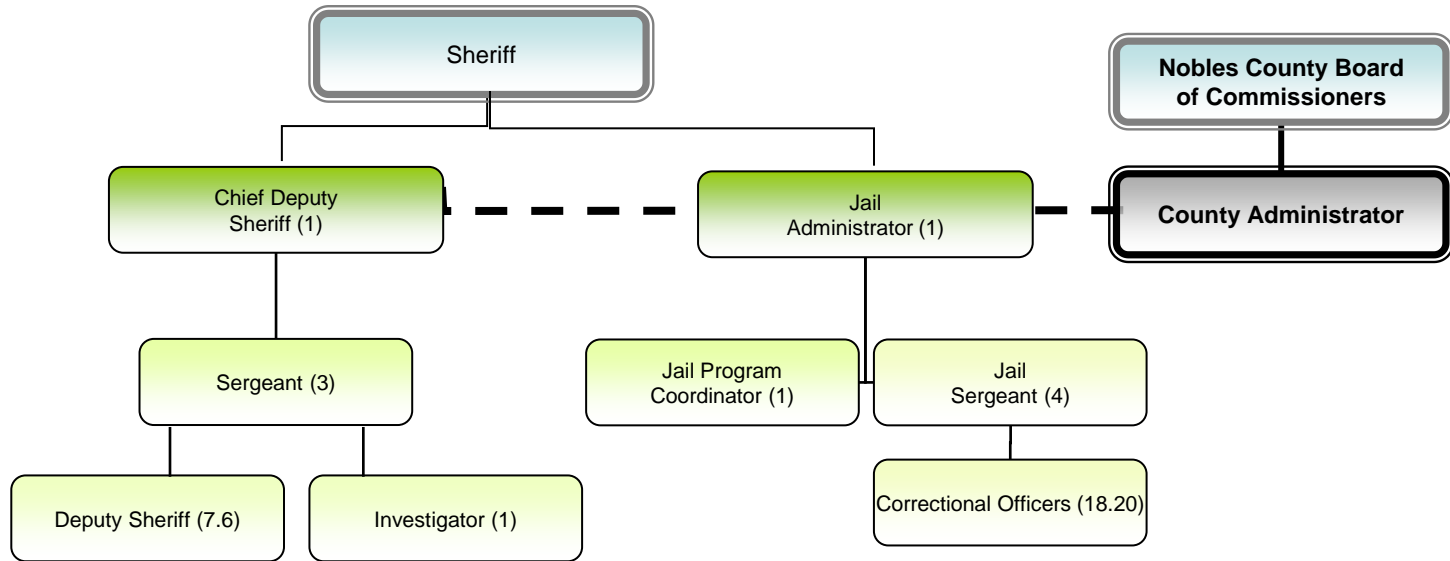 Sheriff
Nobles County Board
of Commissioners
Chief Deputy
Sheriff (1)
Jail
Administrator (1)
County Administrator
Sergeant (3)
Jail Program
Coordinator (1)
Jail
Sergeant (4)
Deputy Sheriff (7.6)
Investigator (1)
Correctional Officers (18.20)